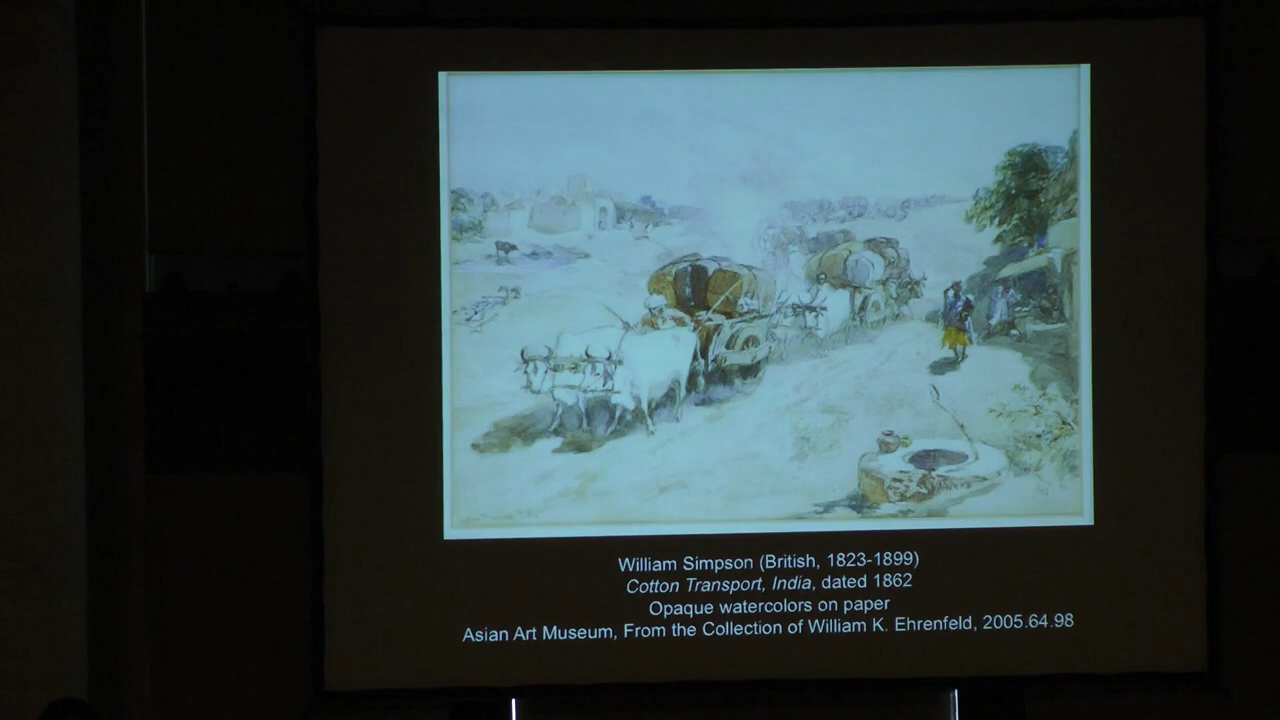 William Simpson (British, 1823-1899)
Cotton Transport, India, dated 1862
Opaque watercolors on paper
Asian Art Museum, From the Collection of William K. Ehrenfeld, 2005.64.98